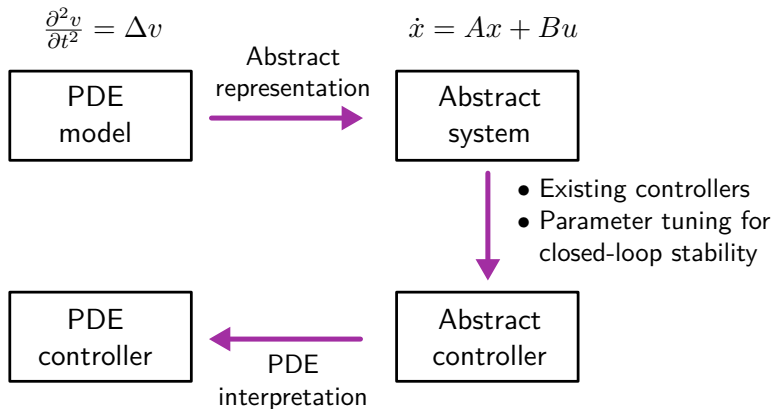 ∂²v/∂t² = Δv
ẋ = Ax + Bu
Abstract
representation
PDE
model
Abstract
system
• Existing controllers
• Parameter tuning for
closed-loop stability
PDE
controller
Abstract
controller
PDE
interpretation